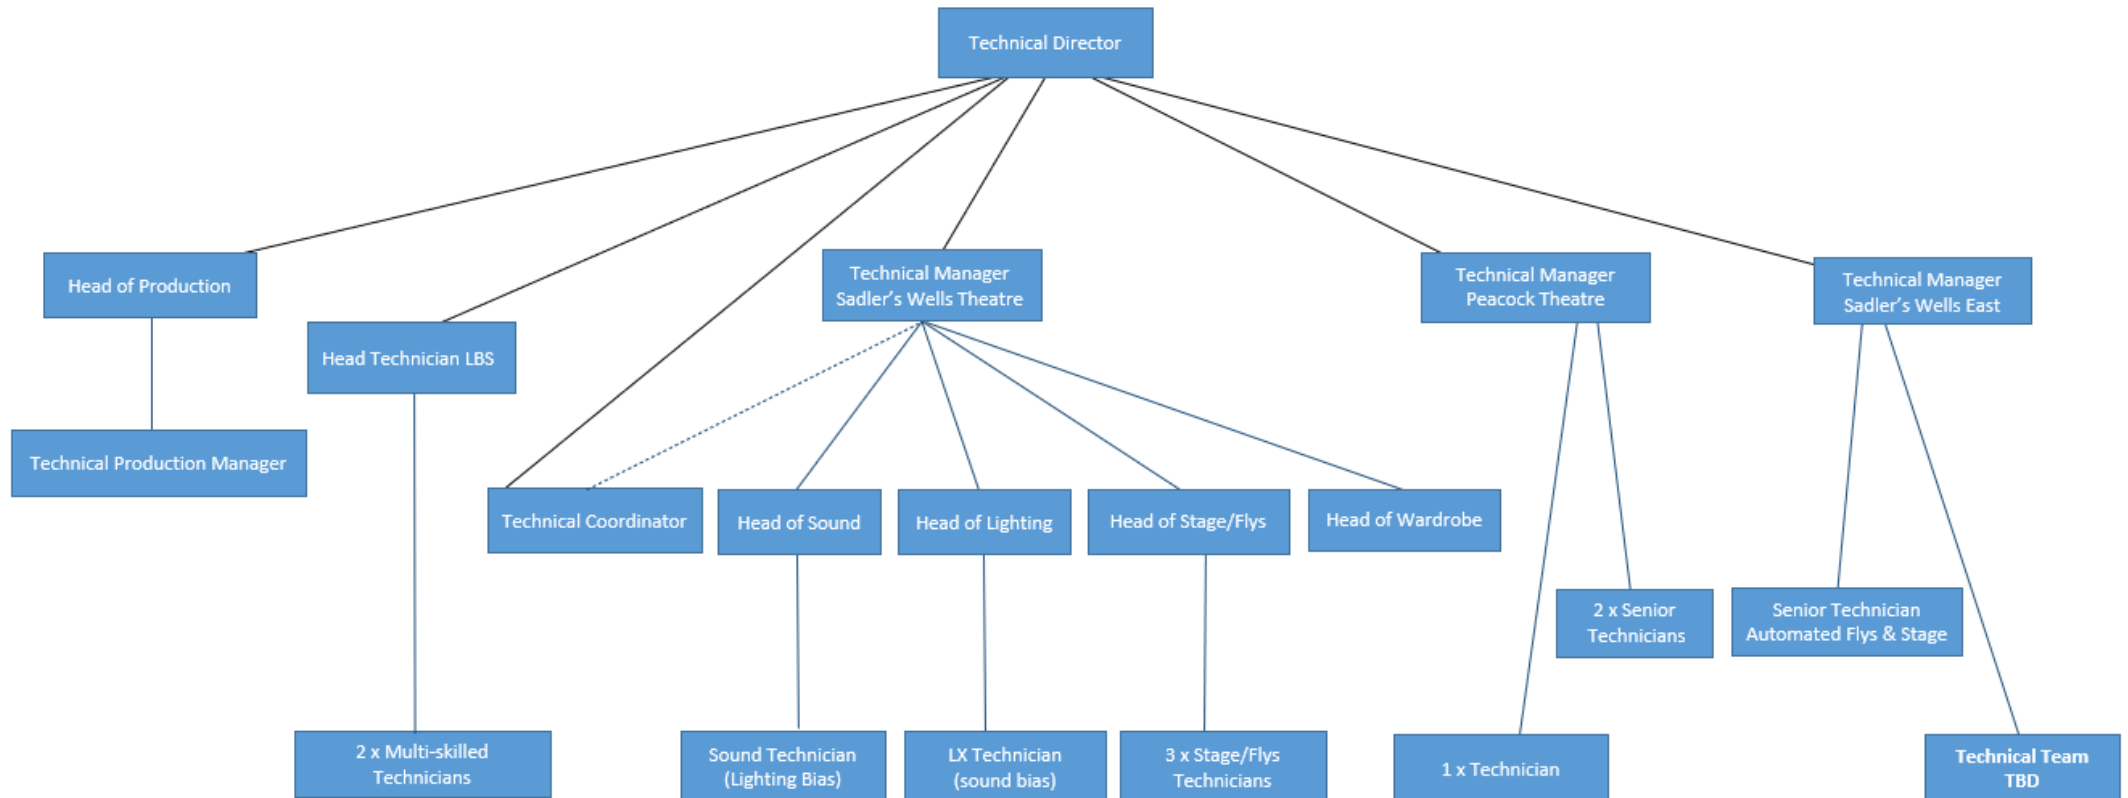 Technical Director
Head of Production
Technical Manager
Sadler’s Wells Theatre
Technical Manager
Peacock Theatre
Technical Manager
Sadler’s Wells East
Head Technician LBS
Technical Production Manager
Technical Coordinator
Head of Sound
Head of Lighting
Head of Stage/Flys
Head of Wardrobe
2 x Senior
Technicians
Senior Technician
Automated Flys & Stage
2 x Multi-skilled
Technicians
Sound Technician
(Lighting Bias)
LX Technician
(sound bias)
3 x Stage/Flys
Technicians
1 x Technician
Technical Team
TBD